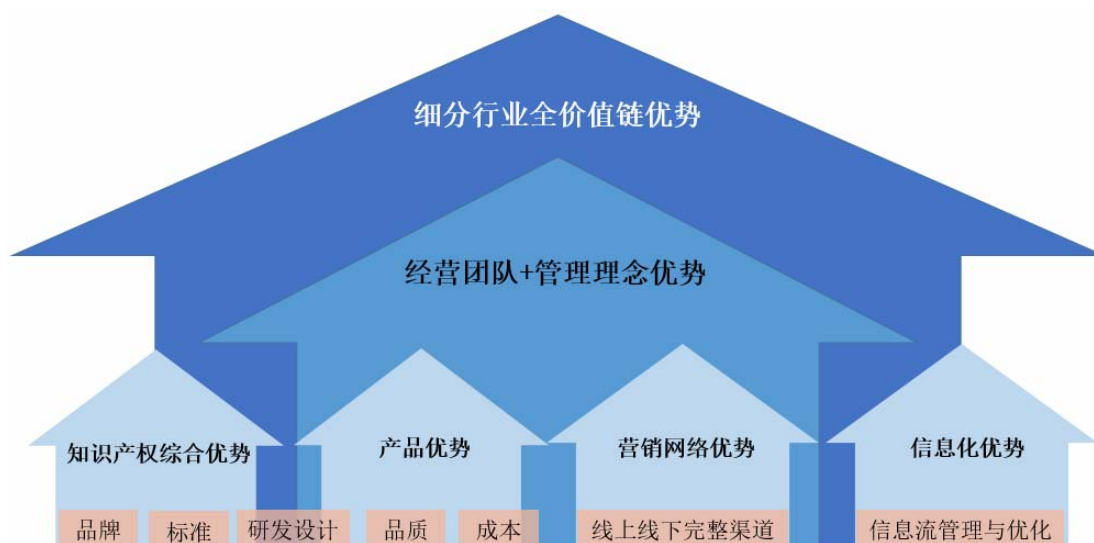 细分行业全价值链优势
经营团队+管理理念优势
知识产权综合优势
产品优势
营销网络优势
信息化优势
品牌
标准
研发设计
品质
成本
线上线下完整渠道
信息流管理与优化